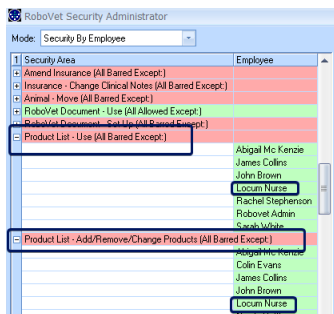 RoboVet Security Administrator
Mode: Security By Employee
1 Security Area Employee
Amend Insurance (All Barred Except:)
Insurance - Change Clinical Notes (All Barred Except:)
Animal - Move (All Barred Except:)
RoboVet Document - Use (All Allowed Except:)
RoboVet Document - Set Up (All Barred Except:)
Product List - Use (All Barred Except:)
Abigail Mc Kenzie
James Collins
John Brown
Locum Nurse
Rachel Stephenson
Robovet Admin
Sarah White
Product List - Add/Remove/Change Products (All Barred Except:)
Abigail Mc Kenzie
Colin Evans
James Collins
John Brown
Locum Nurse